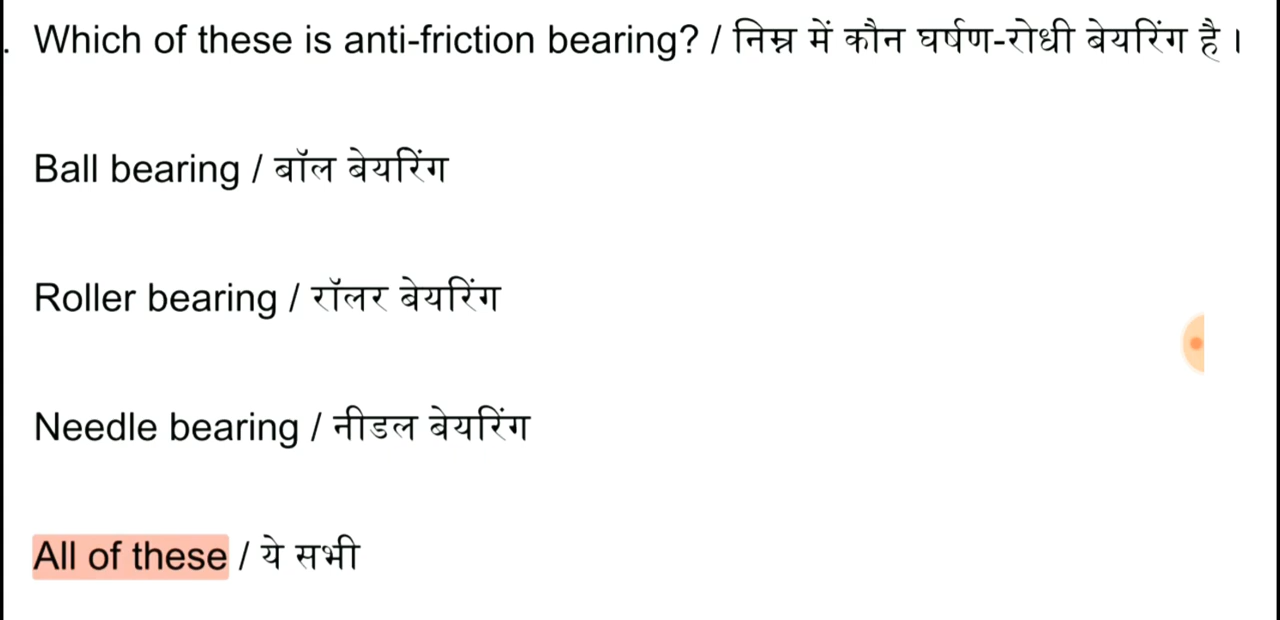 . Which of these is anti-friction bearing? / निम्न में कौन घर्षण-रोधी बेयरिंग है ।
Ball bearing / बॉल बेयरिंग
Roller bearing / रॉलर बेयरिंग
Needle bearing / नीडल बेयरिंग
All of these / ये सभी